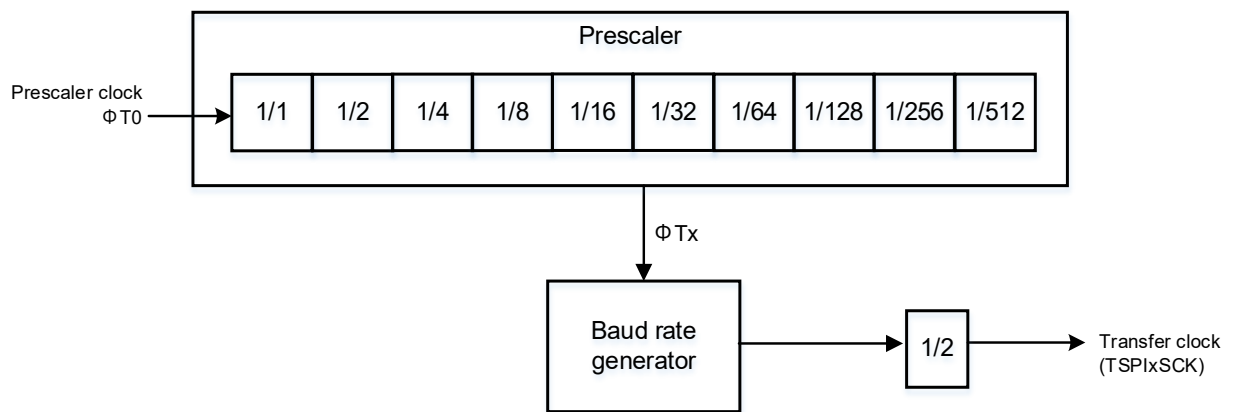 Prescaler
Prescaler clock
ΦT0
1/1 1/2 1/4 1/8 1/16 1/32 1/64 1/128 1/256 1/512
ΦTx
Baud rate
generator
1/2
Transfer clock
(TSPIxSCK)